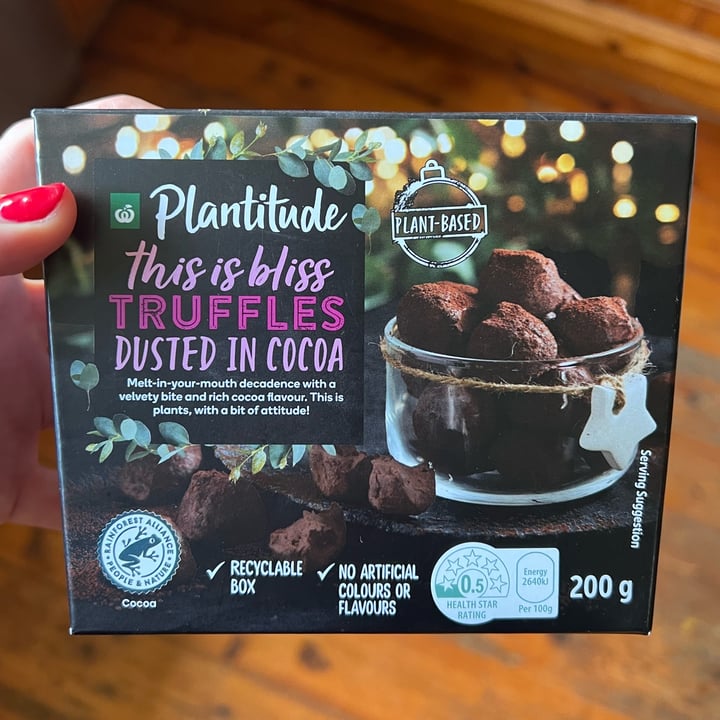 Plantitude
this is bliss
TRUFFLES
DUSTED IN COCOA
Melt-in-your-mouth decadence with a
velvety bite and rich cocoa flavour. This is
plants, with a bit of attitude!
PLANT-BASED
Serving Suggestion
RAINFOREST ALLIANCE
PEOPLE & NATURE
Cocoa
RECYCLABLE
BOX
NO ARTIFICIAL
COLOURS OR
FLAVOURS
0.5
HEALTH STAR
RATING
Energy
2640kJ
Per 100g
200 g